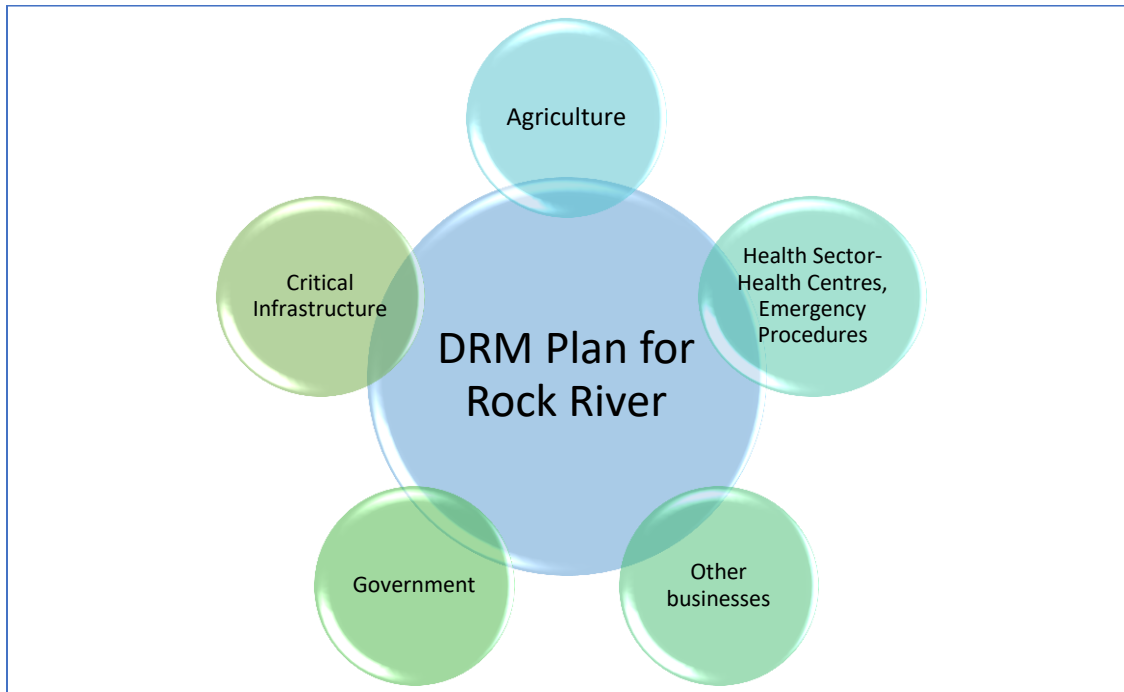 Agriculture
Health Sector-
Health Centres,
Emergency
Procedures
Critical
Infrastructure
DRM Plan for
Rock River
Government
Other
businesses